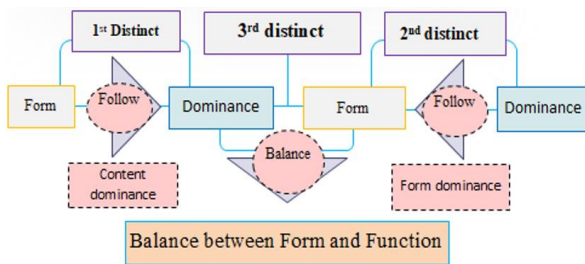 1st Distinct
3rd distinct
2nd distinct
Form
Follow
Dominance
Form
Follow
Dominance
Balance
Content
dominance
Form dominance
Balance between Form and Function